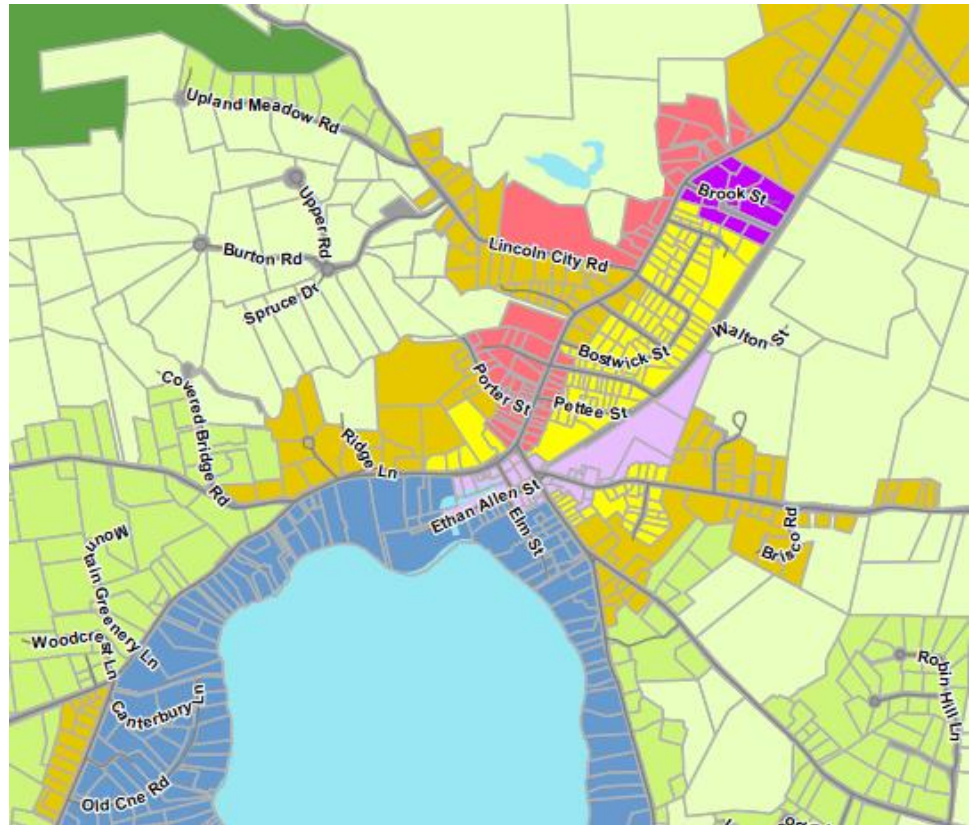 Upland Meadow Rd
Upper Rd
Brook St
Burton Rd
Lincoln City Rd
Spruce Dr
Walton St
Bostwick St
Porter St
Covered Bridge Rd
Pettee St
Ridge Ln
Ethan Allen St
Elm St
Brisco Rd
Mountain Greenery Ln
Woodcrest Ln
Robin Hill Ln
Canterbury Ln
Old Cne Rd